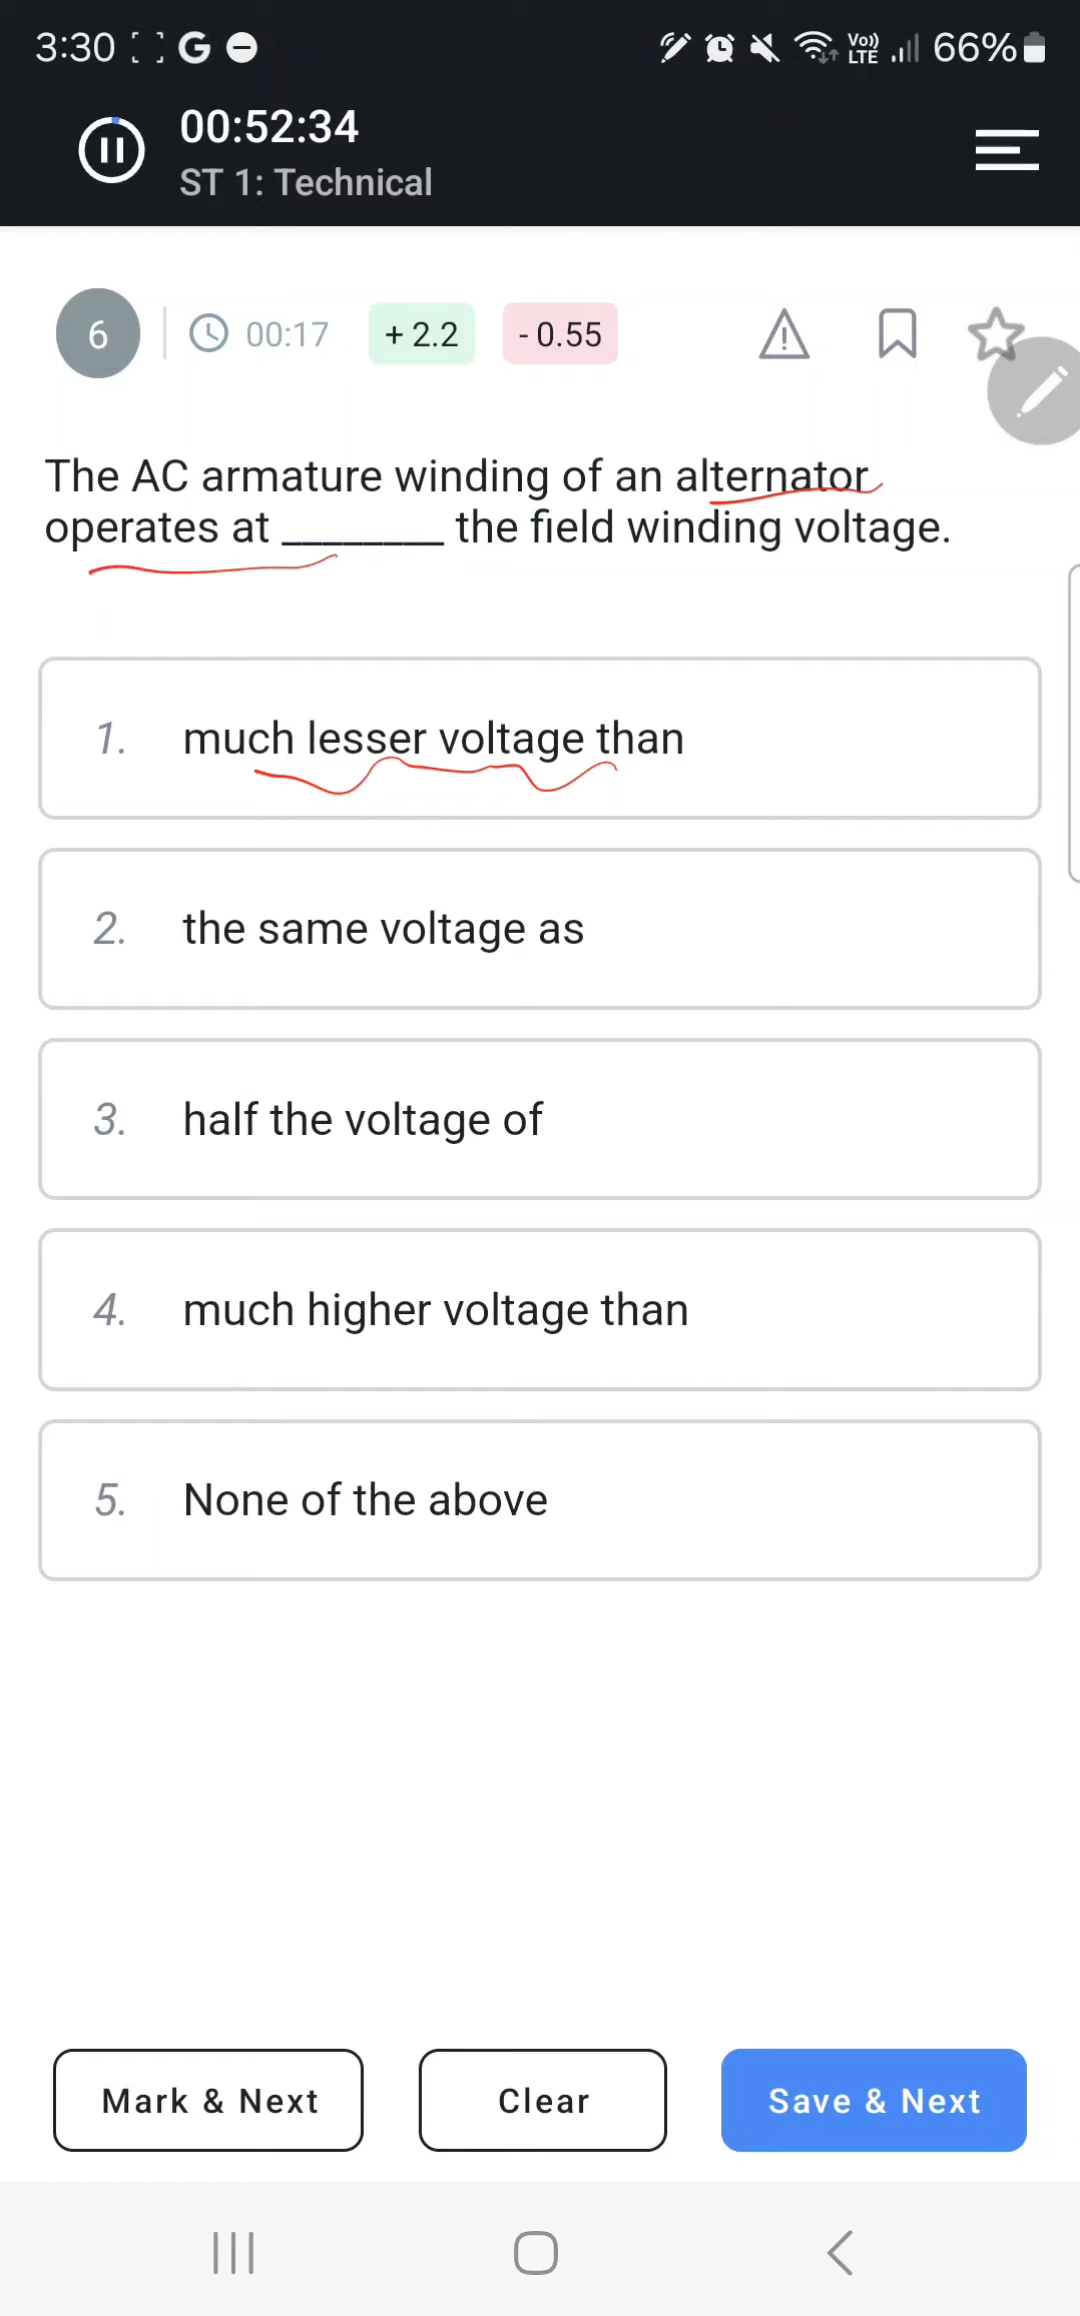 3:30 G 66%
Vo)) LTE
00:52:34
ST 1: Technical
6 00:17 + 2.2 - 0.55
The AC armature winding of an alternator
operates at ________ the field winding voltage.
1. much lesser voltage than
2. the same voltage as
3. half the voltage of
4. much higher voltage than
5. None of the above
Mark & Next Clear Save & Next